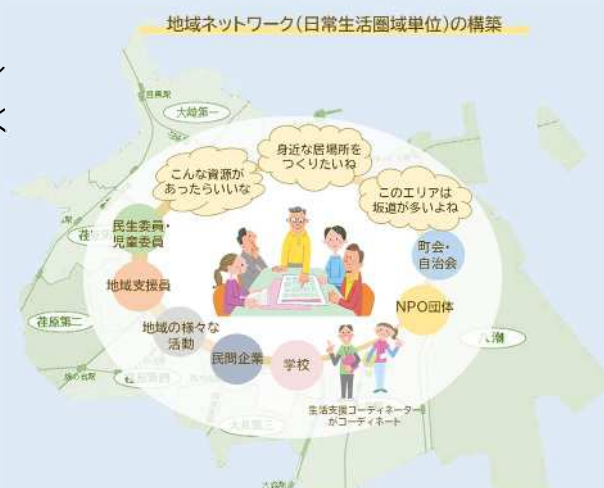 地域ネットワーク(日常生活圏域単位)の構築
目黒駅
大崎第一
身近な居場所を
つくりたいね
こんな資源が
あったらいいな
このエリアは
坂道が多いよね
民生委員・
児童委員
町会・
自治会
地域支援員
NPO団体
荏原第二
地域の様々な
活動
民間企業
学校
八潮
生活支援コーディネーター
がコーディネート